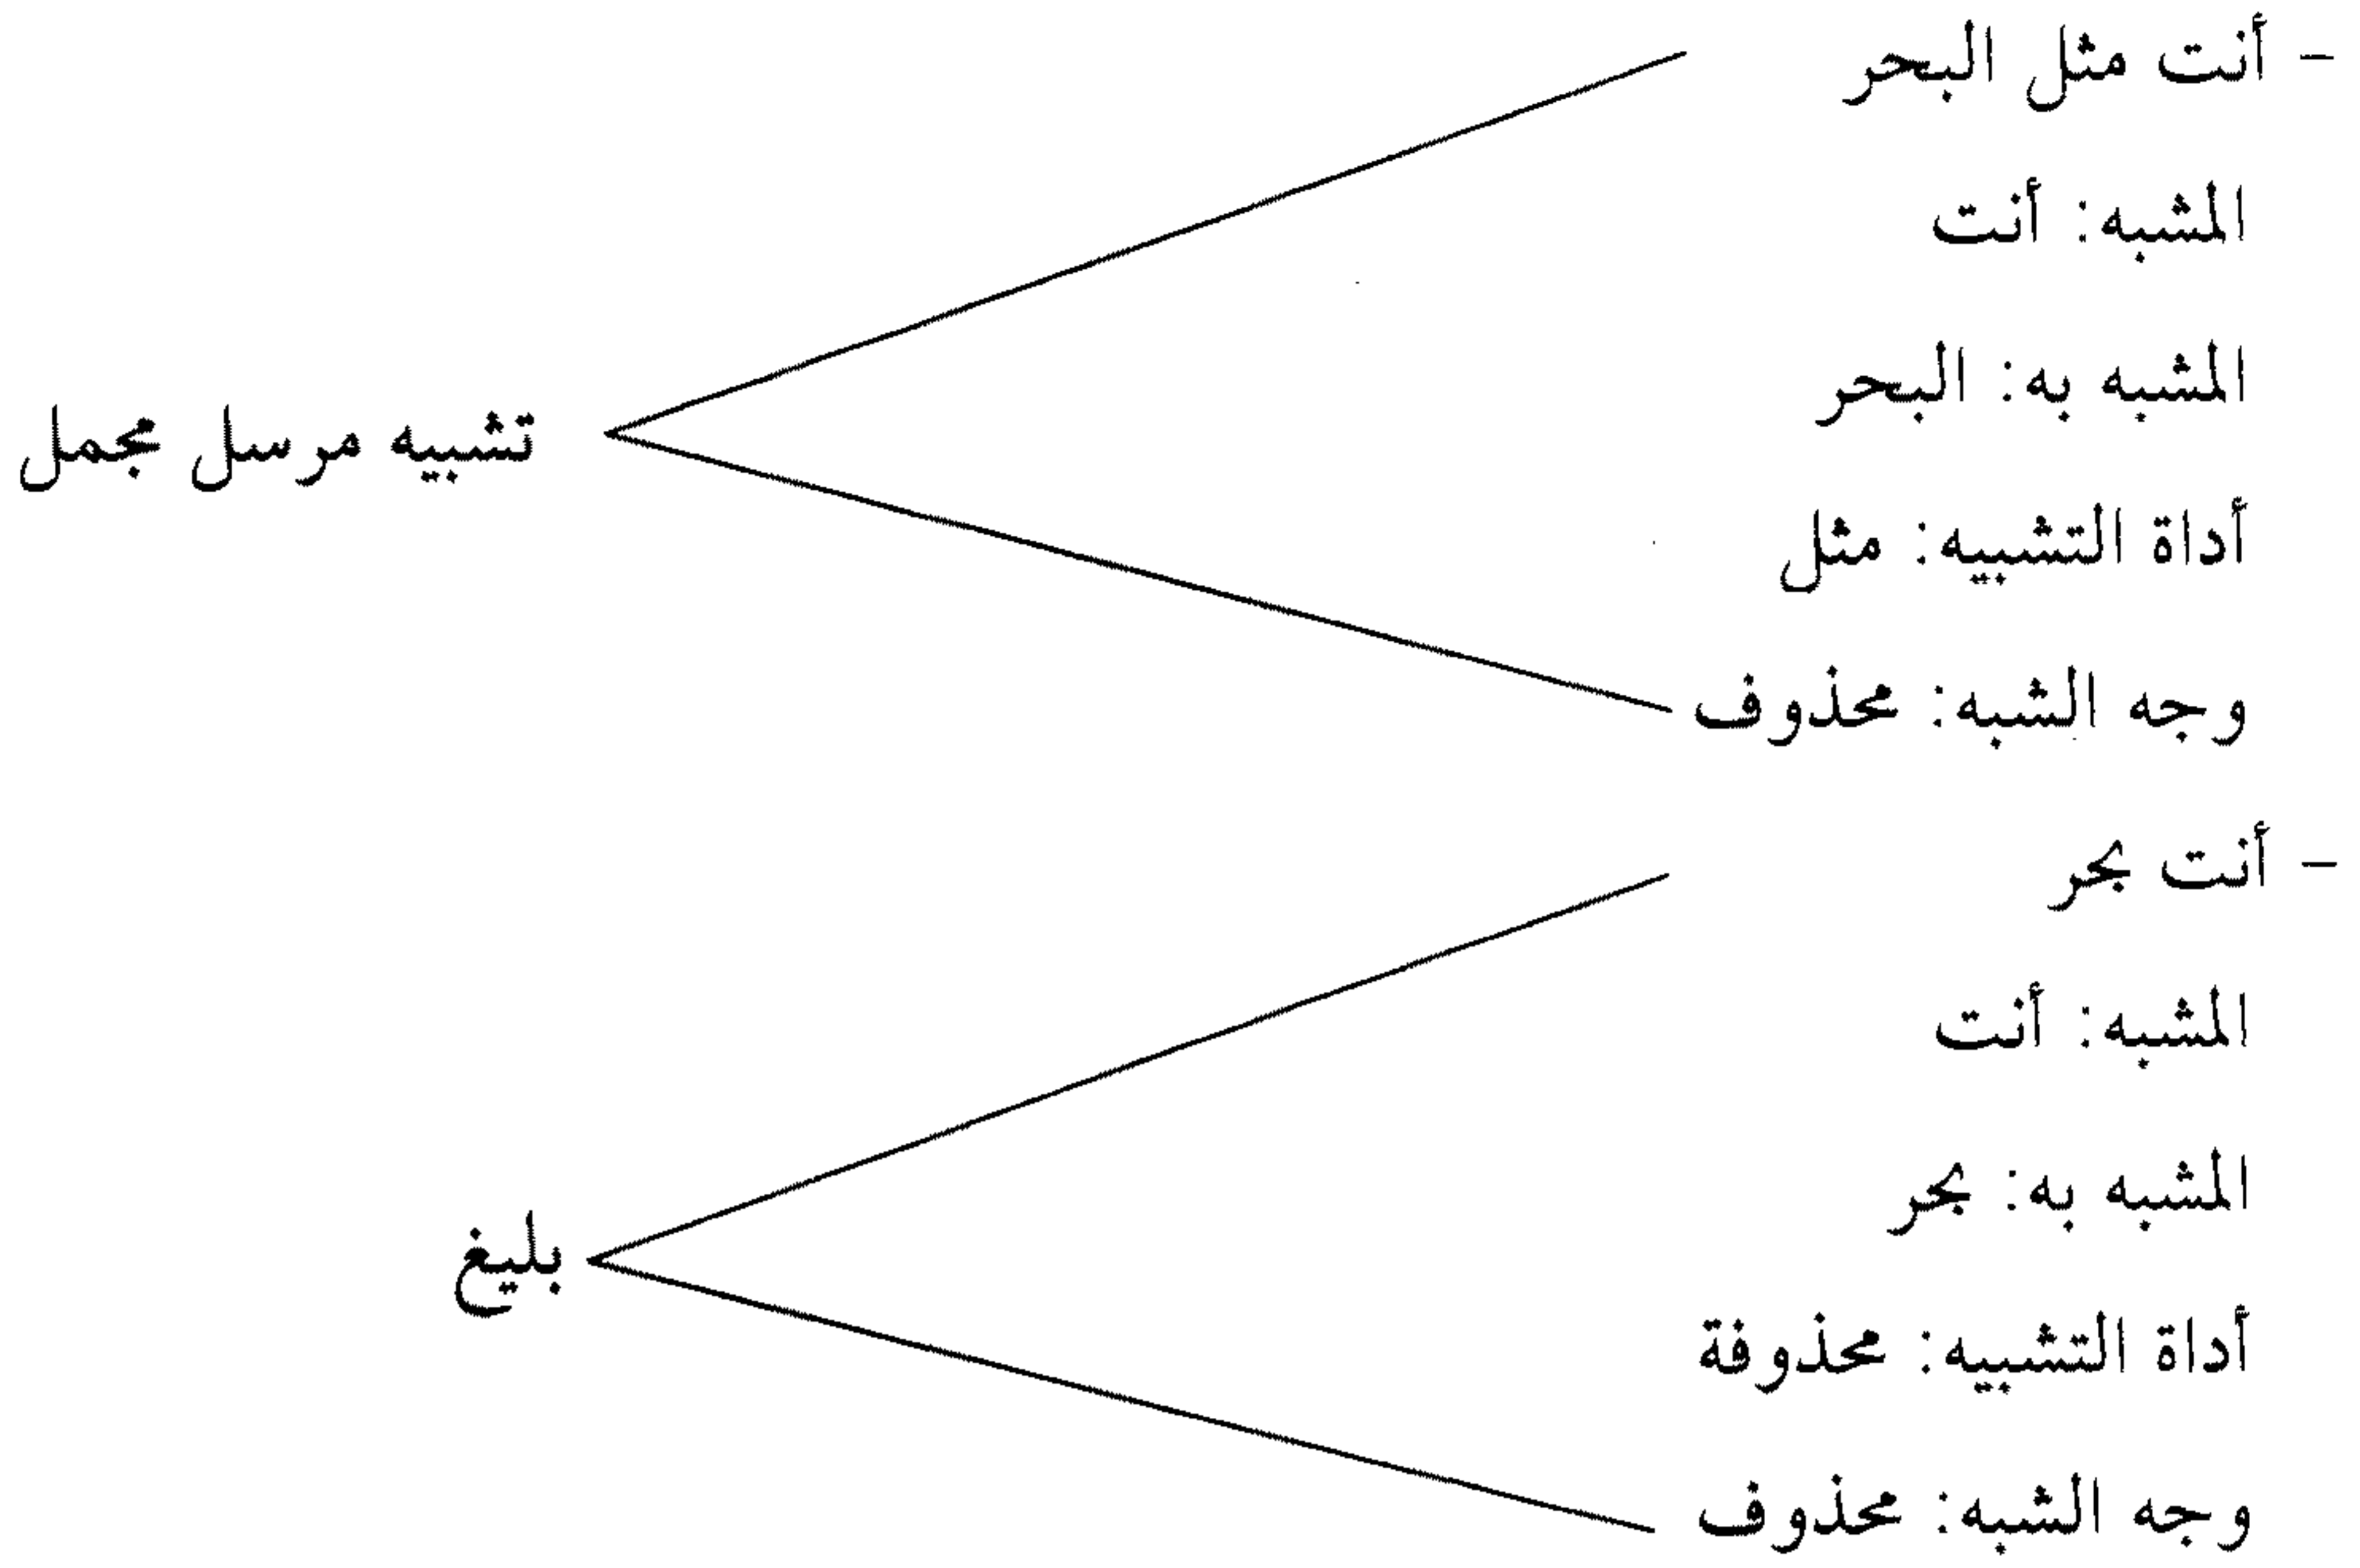 - أنت مثل البحر
المشبه: أنت
المشبه به: البحر
تشبيه مرسل مجمل
أداة التشبيه: مثل
وجه الشبه: محذوف
- أنت بحر
المشبه: أنت
المشبه به: بحر
بليغ
أداة التشبيه: محذوفة
وجه الشبه: محذوف